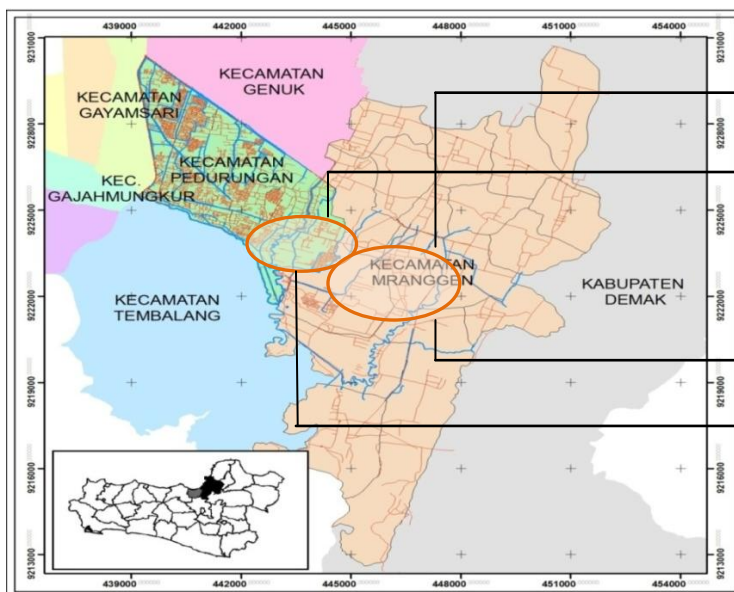 439000 442000 445000 448000 451000 454000
9231000
9228000
9225000
9222000
9219000
9216000
9213000
KECAMATAN
GENUK
KECAMATAN
GAYAMSARI
KECAMATAN
PEDURUNGAN
KEC.
GAJAHMUNGKUR
KECAMATAN
MRANGGEN
KABUPATEN
DEMAK
KECAMATAN
TEMBALANG
9231000
9228000
9225000
9222000
9219000
9216000
9213000
439000 442000 445000 448000 451000 454000